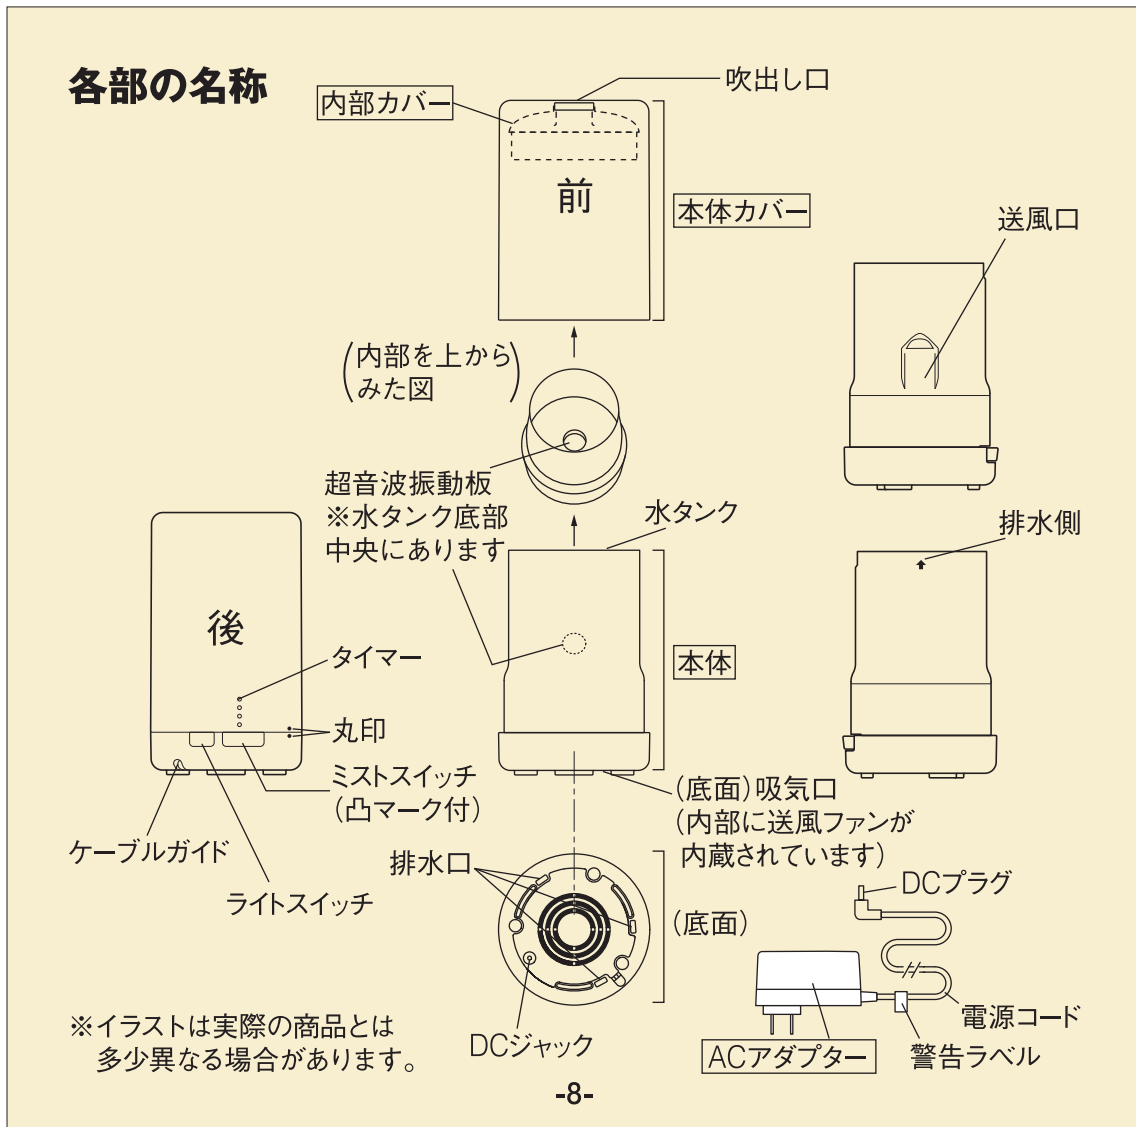 各部の名称
吹出し口
内部カバー
前
本体カバー
送風口
(内部を上から
みた図)
超音波振動板
※水タンク底部
中央にあります
水タンク
排水側
後
タイマー
本体
丸印
ミストスイッチ
(凸マーク付)
(底面)吸気口
(内部に送風ファンが
内蔵されています)
ケーブルガイド
ライトスイッチ
排水口
(底面)
DCプラグ
DCジャック
電源コード
ACアダプター
警告ラベル
※イラストは実際の商品とは
多少異なる場合があります。
-8-